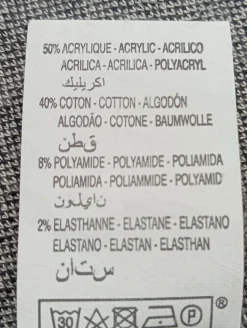 50% ACRYLIQUE - ACRYLIC - ACRILICO
ACRILICA - ACRILICA - POLYACRYL
اكريليك
40% COTON - COTTON - ALGODÓN
ALGODÃO - COTONE - BAUMWOLLE
قطن
8% POLYAMIDE - POLYAMIDE - POLIAMIDA
POLIAMIDA - POLIAMMIDE - POLYAMID
نايلون
2% ELASTHANNE - ELASTANE - ELASTANO
ELASTANO - ELASTAN - ELASTHAN
ستان
30 P ®